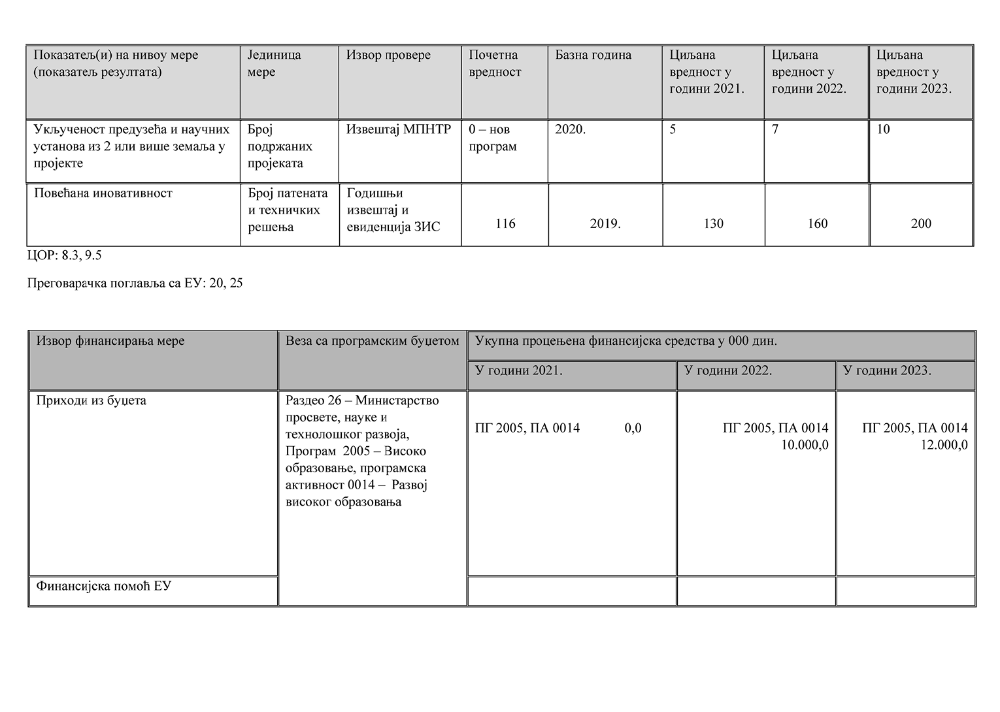 Показатељ(и) на нивоу мере
(показатељ резултата)
Јединица
мере
Извор провере
Почетна
вредност
Базна година
Циљана
вредност у
години 2021.
Циљана
вредност у
години 2022.
Циљана
вредност у
години 2023.
Укљученост предузећа и научних
установа из 2 или више земаља у
пројекте
Број
подржаних
пројеката
Извештај МПНТР
0 – нов
програм
2020.
5
7
10
Повећана иновативност
Број патената
и техничких
решења
Годишњи
извештај и
евиденција ЗИС
116
2019.
130
160
200
ЦОР: 8.3, 9.5
Преговарачка поглавља са ЕУ: 20, 25
Извор финансирања мере
Веза са програмским буџетом
Укупна процењена финансијска средства у 000 дин.
У години 2021.
У години 2022.
У години 2023.
Приходи из буџета
Раздео 26 – Министарство
просвете, науке и
технолошког развоја,
Програм  2005 – Високо
образовање, програмска
активност 0014 –  Развој
високог образовања
ПГ 2005, ПА 0014 0,0
ПГ 2005, ПА 0014
10.000,0
ПГ 2005, ПА 0014
12.000,0
Финансијска помоћ ЕУ